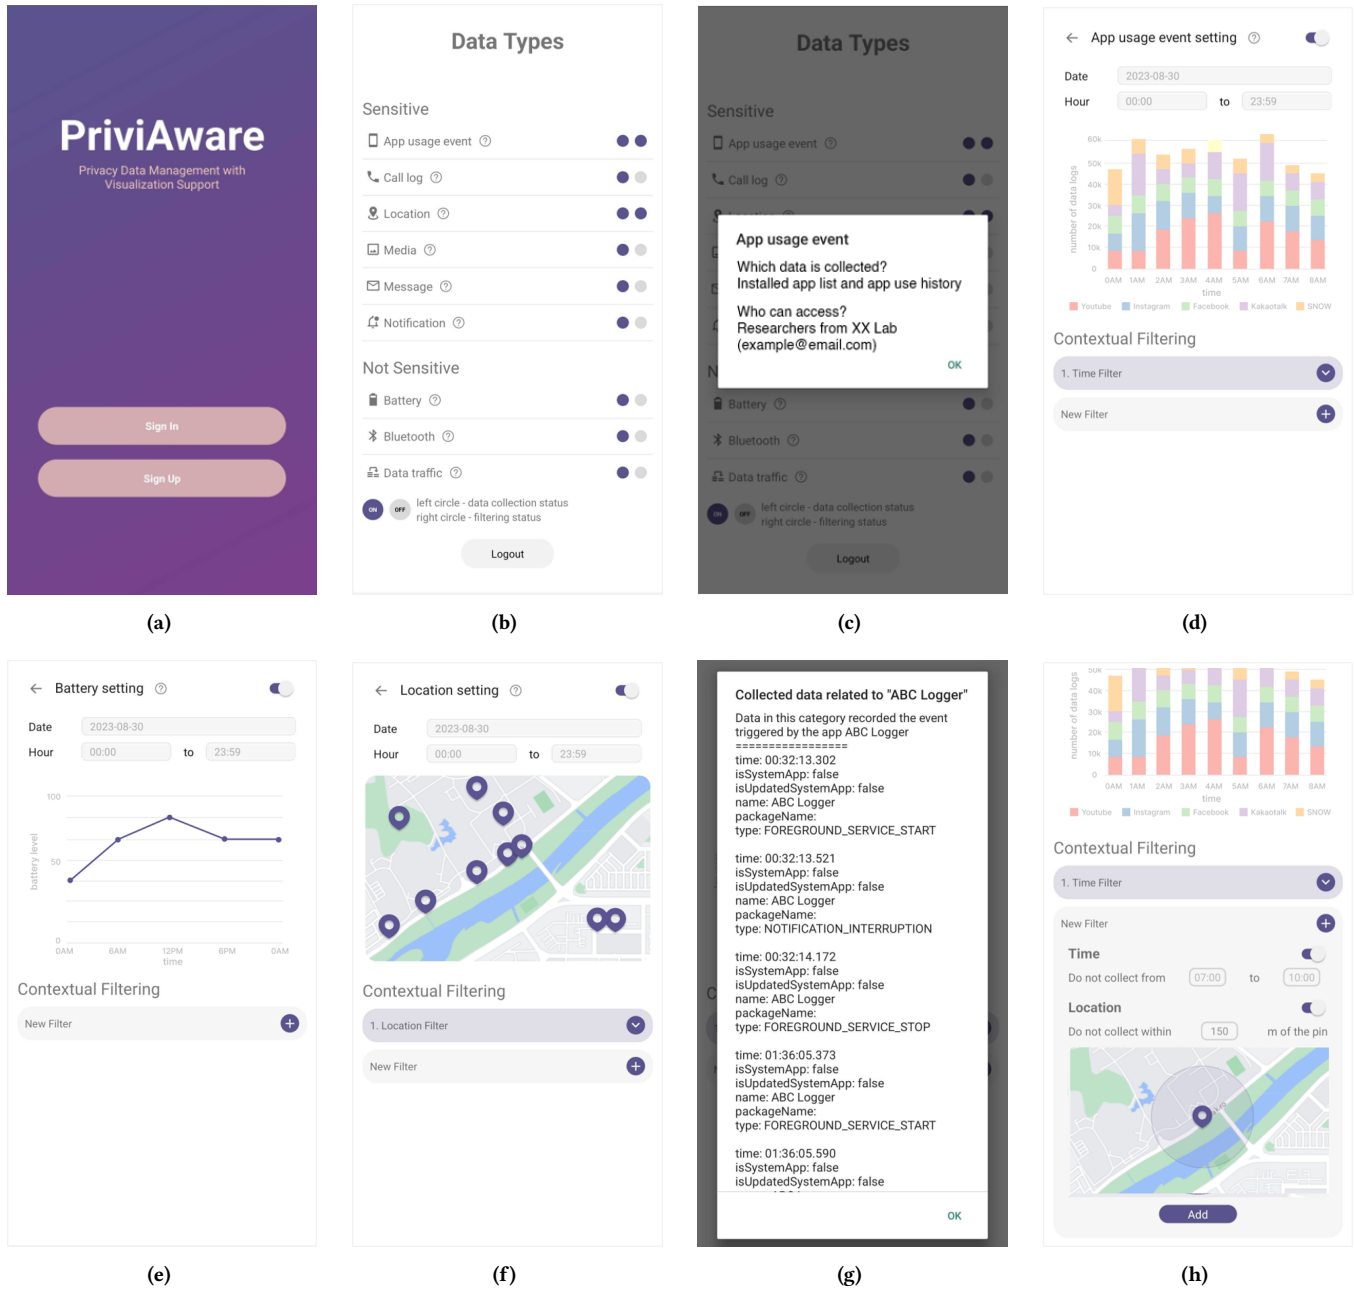 PriviAware
Privacy Data Management with
Visualization Support
Sign In
Sign Up
(a)
Data Types
Sensitive
App usage event
Call log
Location
Media
Message
Notification
Not Sensitive
Battery
Bluetooth
Data traffic
ON OFF left circle - data collection status
right circle - filtering status
Logout
(b)
Data Types
Sensitive
App usage event
Call log
App usage event
Which data is collected?
Installed app list and app use history
Who can access?
Researchers from XX Lab
(example@email.com)
OK
Battery
Bluetooth
Data traffic
ON OFF left circle - data collection status
right circle - filtering status
Logout
(c)
App usage event setting
Date 2023-08-30
Hour 00:00 to 23:59
number of data logs
60k
50k
40k
30k
20k
10k
0
0AM 1AM 2AM 3AM 4AM 5AM 6AM 7AM 8AM
time
Youtube Instagram Facebook Kakaotalk SNOW
Contextual Filtering
1. Time Filter
New Filter
(d)
Battery setting
Date 2023-08-30
Hour 00:00 to 23:59
battery level
100
50
0
0AM 6AM 12PM 6PM 0AM
time
Contextual Filtering
New Filter
(e)
Location setting
Date 2023-08-30
Hour 00:00 to 23:59
Contextual Filtering
1. Location Filter
New Filter
(f)
Collected data related to "ABC Logger"
Data in this category recorded the event
triggered by the app ABC Logger
=================
time: 00:32:13.302
isSystemApp: false
isUpdatedSystemApp: false
name: ABC Logger
packageName:
type: FOREGROUND_SERVICE_START
time: 00:32:13.521
isSystemApp: false
isUpdatedSystemApp: false
name: ABC Logger
packageName:
type: NOTIFICATION_INTERRUPTION
time: 00:32:14.172
isSystemApp: false
isUpdatedSystemApp: false
name: ABC Logger
packageName:
type: FOREGROUND_SERVICE_STOP
time: 01:36:05.373
isSystemApp: false
isUpdatedSystemApp: false
name: ABC Logger
packageName:
type: FOREGROUND_SERVICE_START
time: 01:36:05.590
isSystemApp: false
isUpdatedSystemApp: false
OK
(g)
number of data logs
50k
40k
30k
20k
10k
0
0AM 1AM 2AM 3AM 4AM 5AM 6AM 7AM 8AM
time
Youtube Instagram Facebook Kakaotalk SNOW
Contextual Filtering
1. Time Filter
New Filter
Time
Do not collect from 07:00 to 10:00
Location
Do not collect within 150 m of the pin
Add
(h)